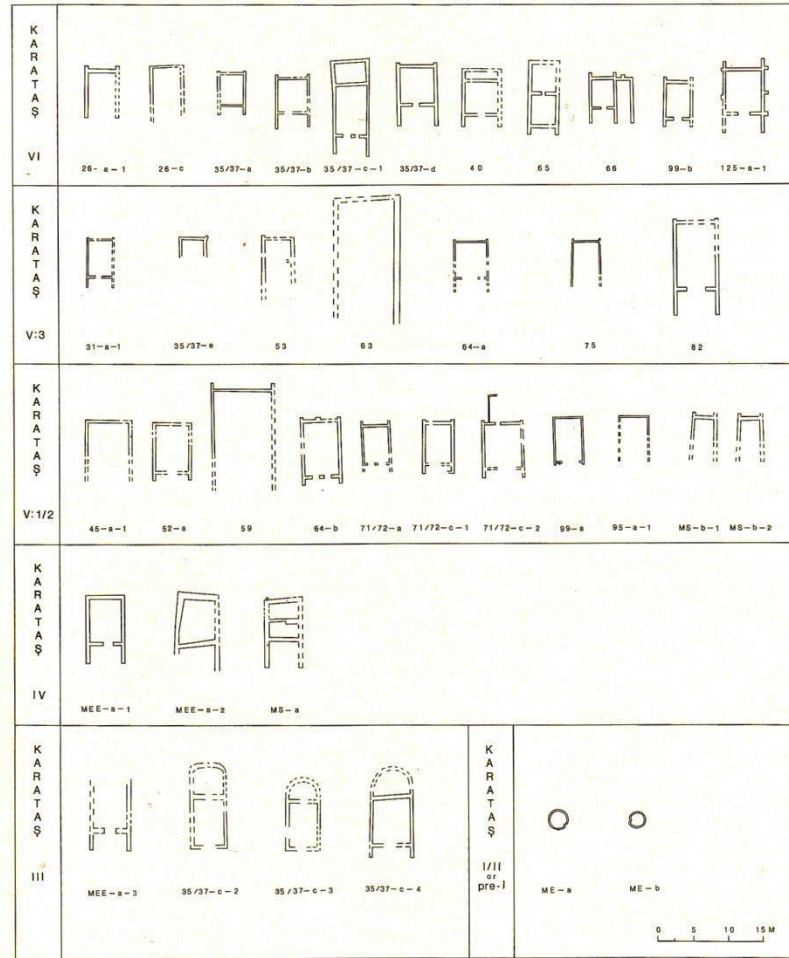 KARATAŞ
VI
26-a-1 26-c 35/37-a 35/37-b 35/37-c-1 35/37-d 40 65 66 99-b 125-a-1
KARATAŞ
V:3
31-a-1 35/37-e 53 63 64-a 75 82
KARATAŞ
V:1/2
45-a-1 52-a 59 64-b 71/72-a 71/72-c-1 71/72-c-2 99-a 95-a-1 MS-b-1 MS-b-2
KARATAŞ
IV
MEE-a-1 MEE-a-2 MS-a
KARATAŞ
III
MEE-a-3 35/37-c-2 35/37-c-3 35/37-c-4
KARATAŞ
I/II
or
pre-I
ME-a ME-b
0 5 10 15 M